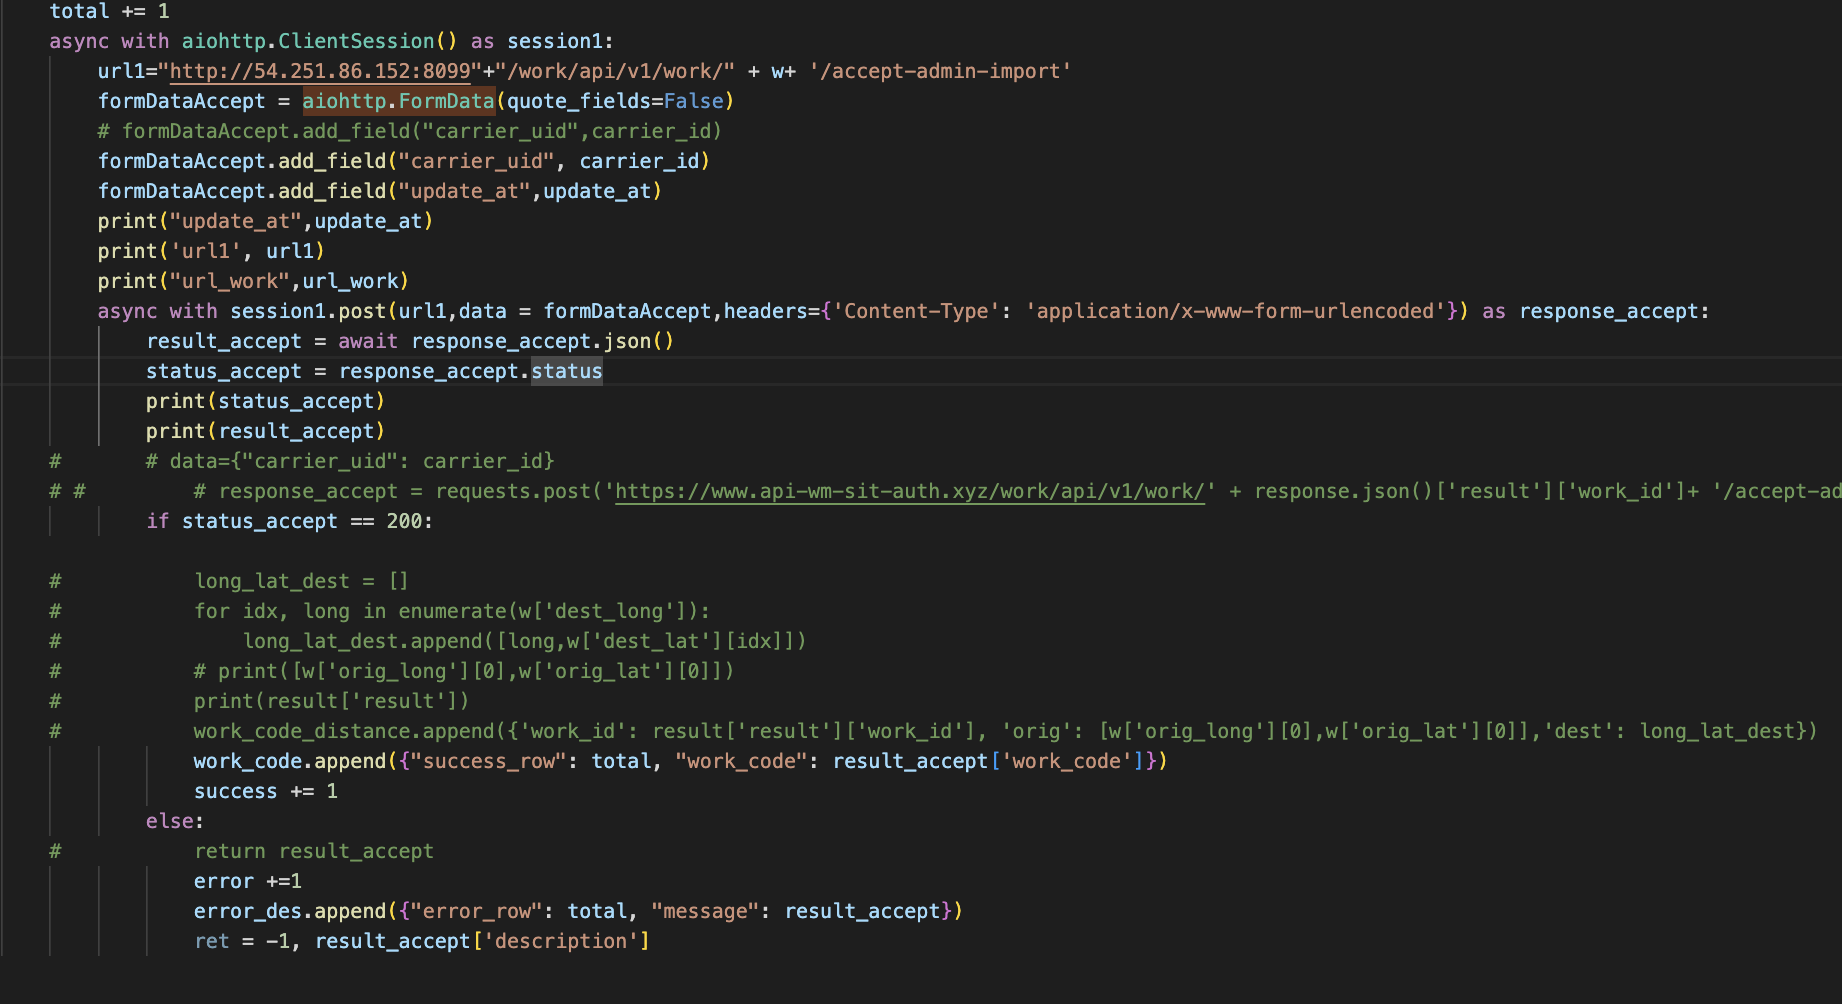 total += 1
async with aiohttp.ClientSession() as session1:
url1="http://54.251.86.152:8099"+"/work/api/v1/work/" + w+ '/accept-admin-import'
formDataAccept = aiohttp.FormData(quote_fields=False)
# formDataAccept.add_field("carrier_uid",carrier_id)
formDataAccept.add_field("carrier_uid", carrier_id)
formDataAccept.add_field("update_at",update_at)
print("update_at",update_at)
print('url1', url1)
print("url_work",url_work)
async with session1.post(url1,data = formDataAccept,headers={'Content-Type': 'application/x-www-form-urlencoded'}) as response_accept:
result_accept = await response_accept.json()
status_accept = response_accept.status
print(status_accept)
print(result_accept)
# # data={"carrier_uid": carrier_id}
# # # response_accept = requests.post('https://www.api-wm-sit-auth.xyz/work/api/v1/work/' + response.json()['result']['work_id']+ '/accept-ad
if status_accept == 200:
# long_lat_dest = []
# for idx, long in enumerate(w['dest_long']):
# long_lat_dest.append([long,w['dest_lat'][idx]])
# # print([w['orig_long'][0],w['orig_lat'][0]])
# print(result['result'])
# work_code_distance.append({'work_id': result['result']['work_id'], 'orig': [w['orig_long'][0],w['orig_lat'][0]],'dest': long_lat_dest})
work_code.append({"success_row": total, "work_code": result_accept['work_code']})
success += 1
else:
# return result_accept
error +=1
error_des.append({"error_row": total, "message": result_accept})
ret = -1, result_accept['description']